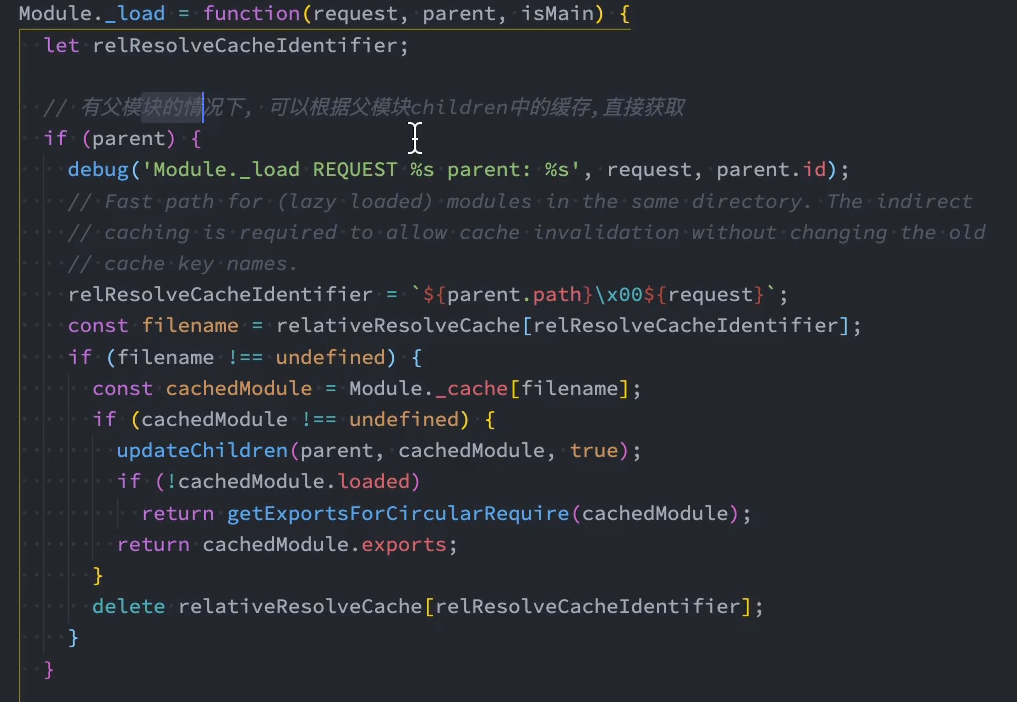 Module._load = function(request, parent, isMain) {
let relResolveCacheIdentifier;
// 有父模块的情况下, 可以根据父模块children中的缓存,直接获取
if (parent) {
debug('Module._load REQUEST %s parent: %s', request, parent.id);
// Fast path for (lazy loaded) modules in the same directory. The indirect
// caching is required to allow cache invalidation without changing the old
// cache key names.
relResolveCacheIdentifier = `${parent.path}\x00${request}`;
const filename = relativeResolveCache[relResolveCacheIdentifier];
if (filename !== undefined) {
const cachedModule = Module._cache[filename];
if (cachedModule !== undefined) {
updateChildren(parent, cachedModule, true);
if (!cachedModule.loaded)
return getExportsForCircularRequire(cachedModule);
return cachedModule.exports;
}
delete relativeResolveCache[relResolveCacheIdentifier];
}
}